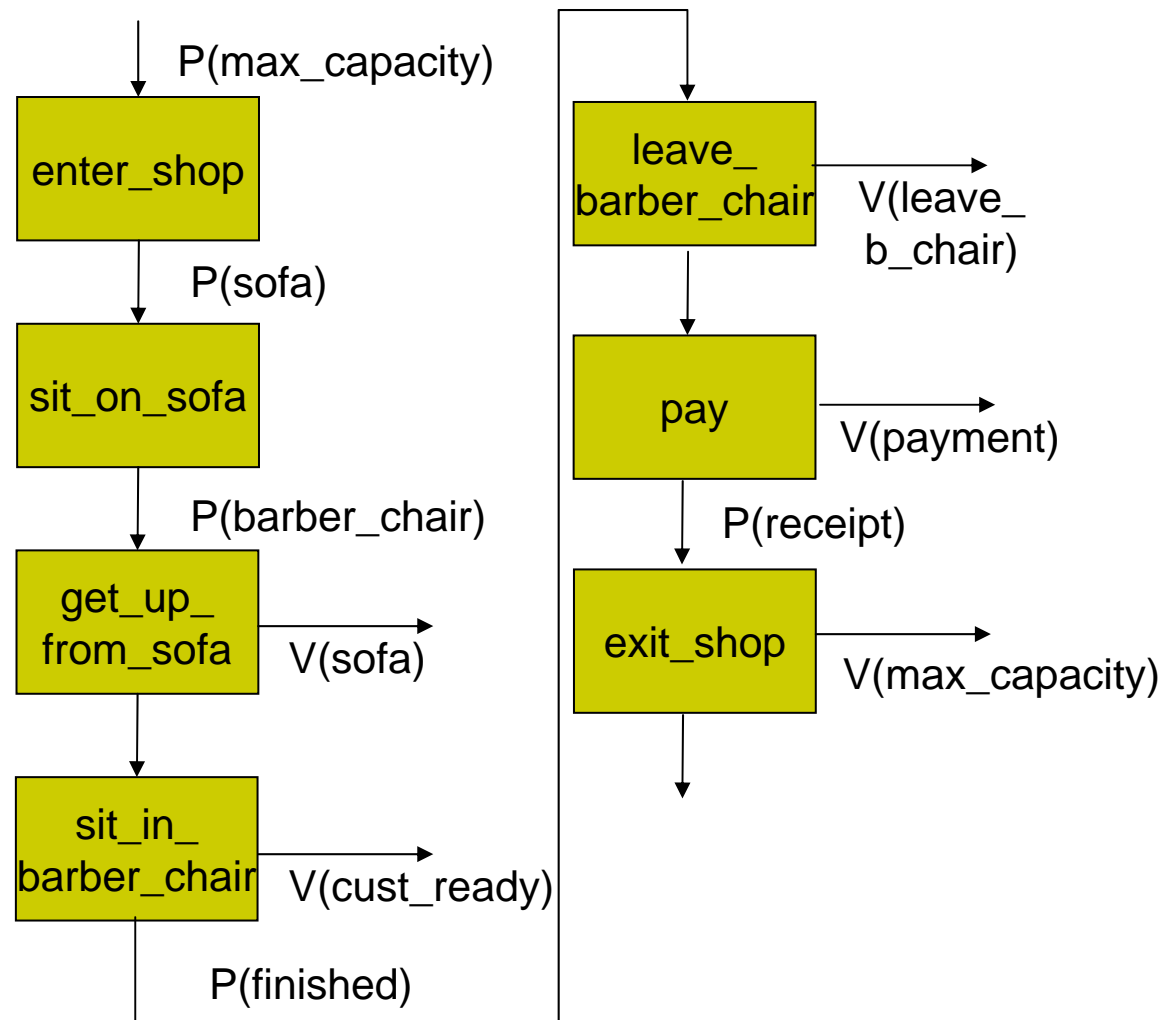 P(max_capacity)
enter_shop
P(sofa)
sit_on_sofa
P(barber_chair)
get_up_
from_sofa
V(sofa)
sit_in_
barber_chair
V(cust_ready)
P(finished)
leave_
barber_chair
V(leave_
b_chair)
pay
V(payment)
P(receipt)
exit_shop
V(max_capacity)